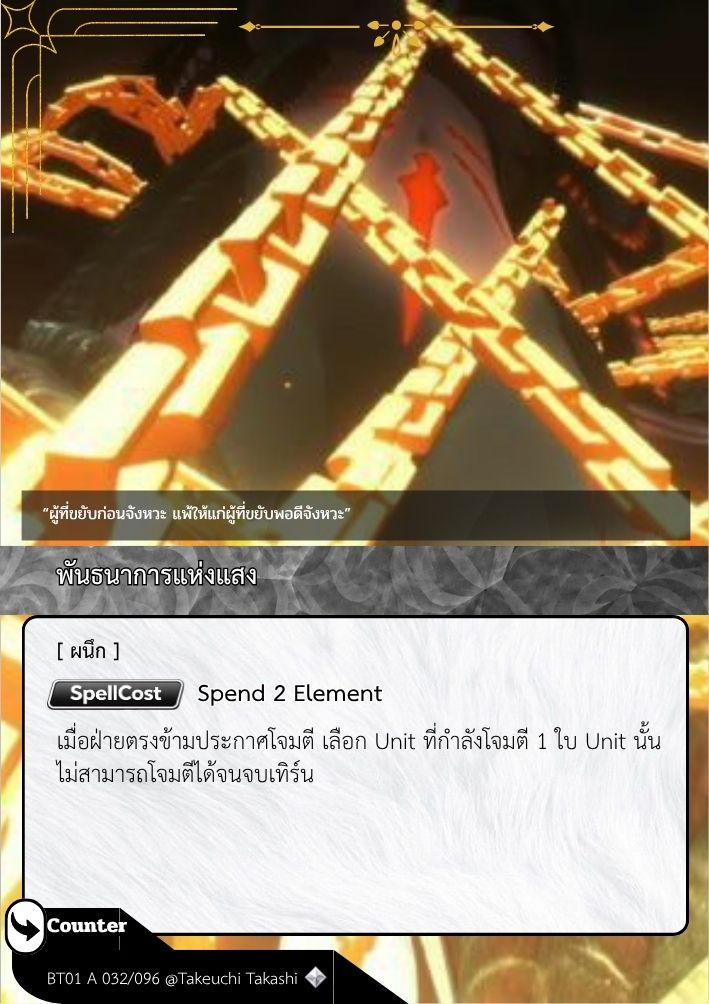 “ผู้ที่ขยับก่อนจังหวะ แพ้ให้แก่ผู้ที่ขยับพอดีจังหวะ”
พันธนาการแห่งแสง
[ ผนึก ]
SpellCost Spend 2 Element
เมื่อฝ่ายตรงข้ามประกาศโจมตี เลือก Unit ที่กำลังโจมตี 1 ใบ Unit นั้น
ไม่สามารถโจมตีได้จนจบเทิร์น
Counter
BT01 A 032/096 @Takeuchi Takashi